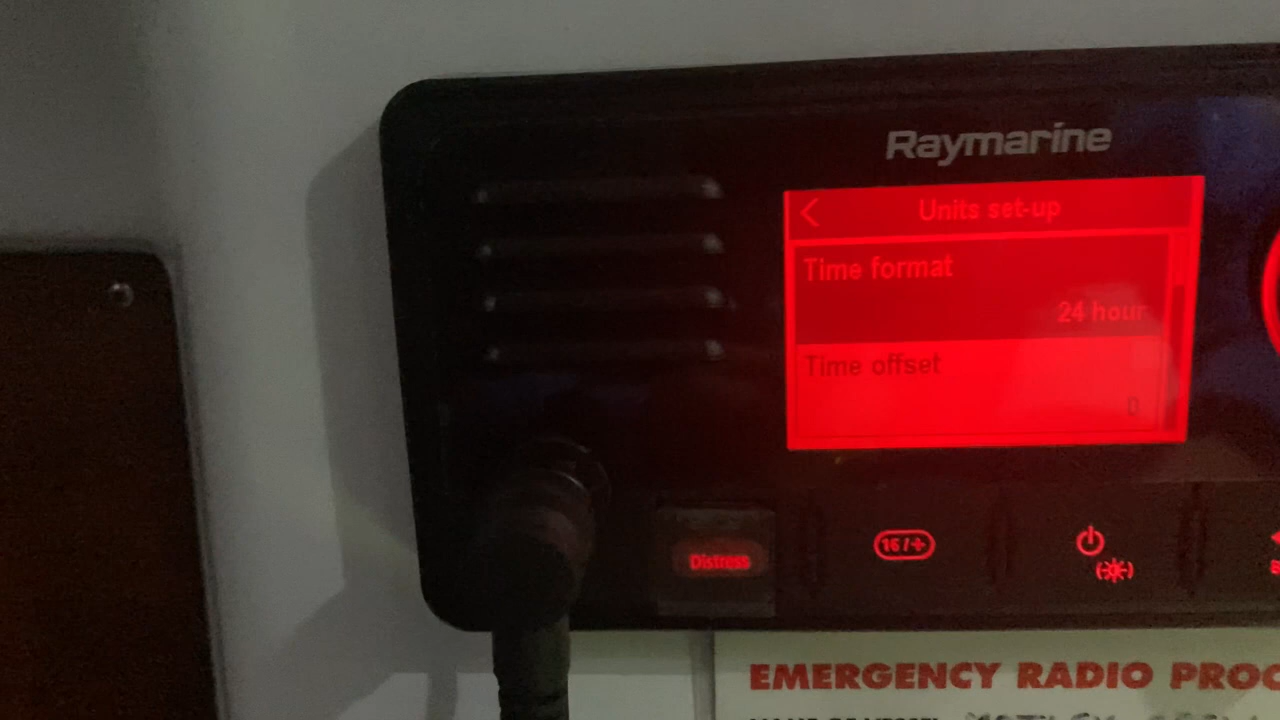 Raymarine
Units set-up
Time format
24 hour
Time offset
0
Distress
16/+
EMERGENCY RADIO PROC